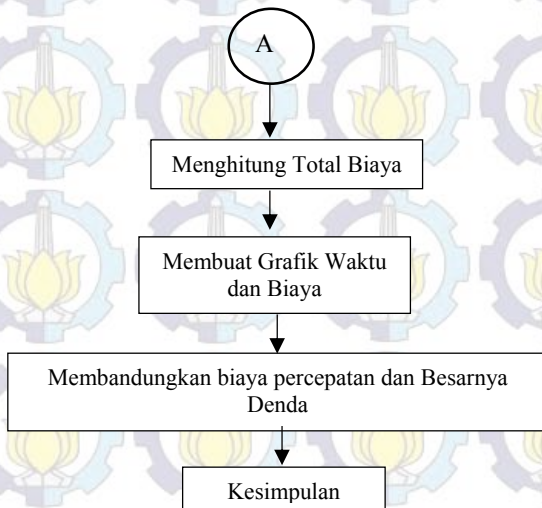 A
Menghitung Total Biaya
Membuat Grafik Waktu
dan Biaya
Membandungkan biaya percepatan dan Besarnya
Denda
Kesimpulan